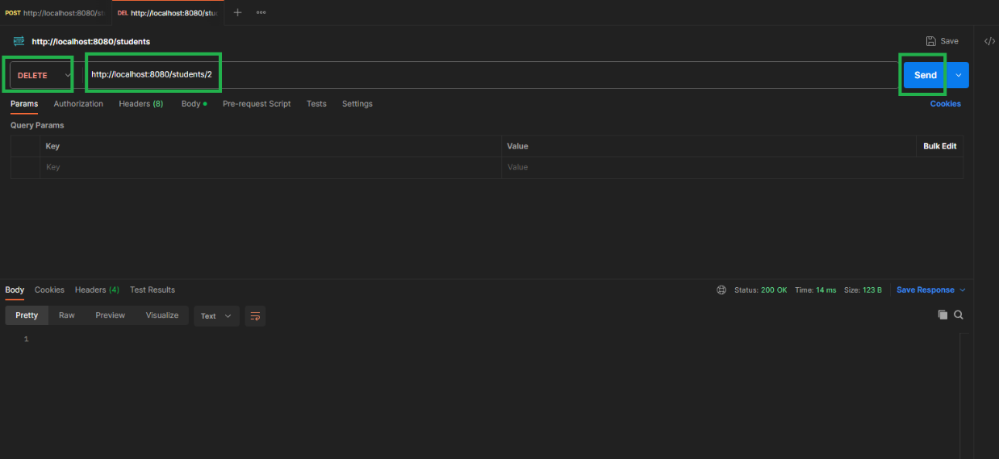 POST http://localhost:8080/st
DEL http://localhost:8080/stu
HTTP http://localhost:8080/students Save
DELETE http://localhost:8080/students/2 Send
Params Authorization Headers (8) Body Pre-request Script Tests Settings Cookies
Query Params
Key Value Bulk Edit
Key Value
Body Cookies Headers (4) Test Results Status: 200 OK Time: 14 ms Size: 123 B Save Response
Pretty Raw Preview Visualize Text
1